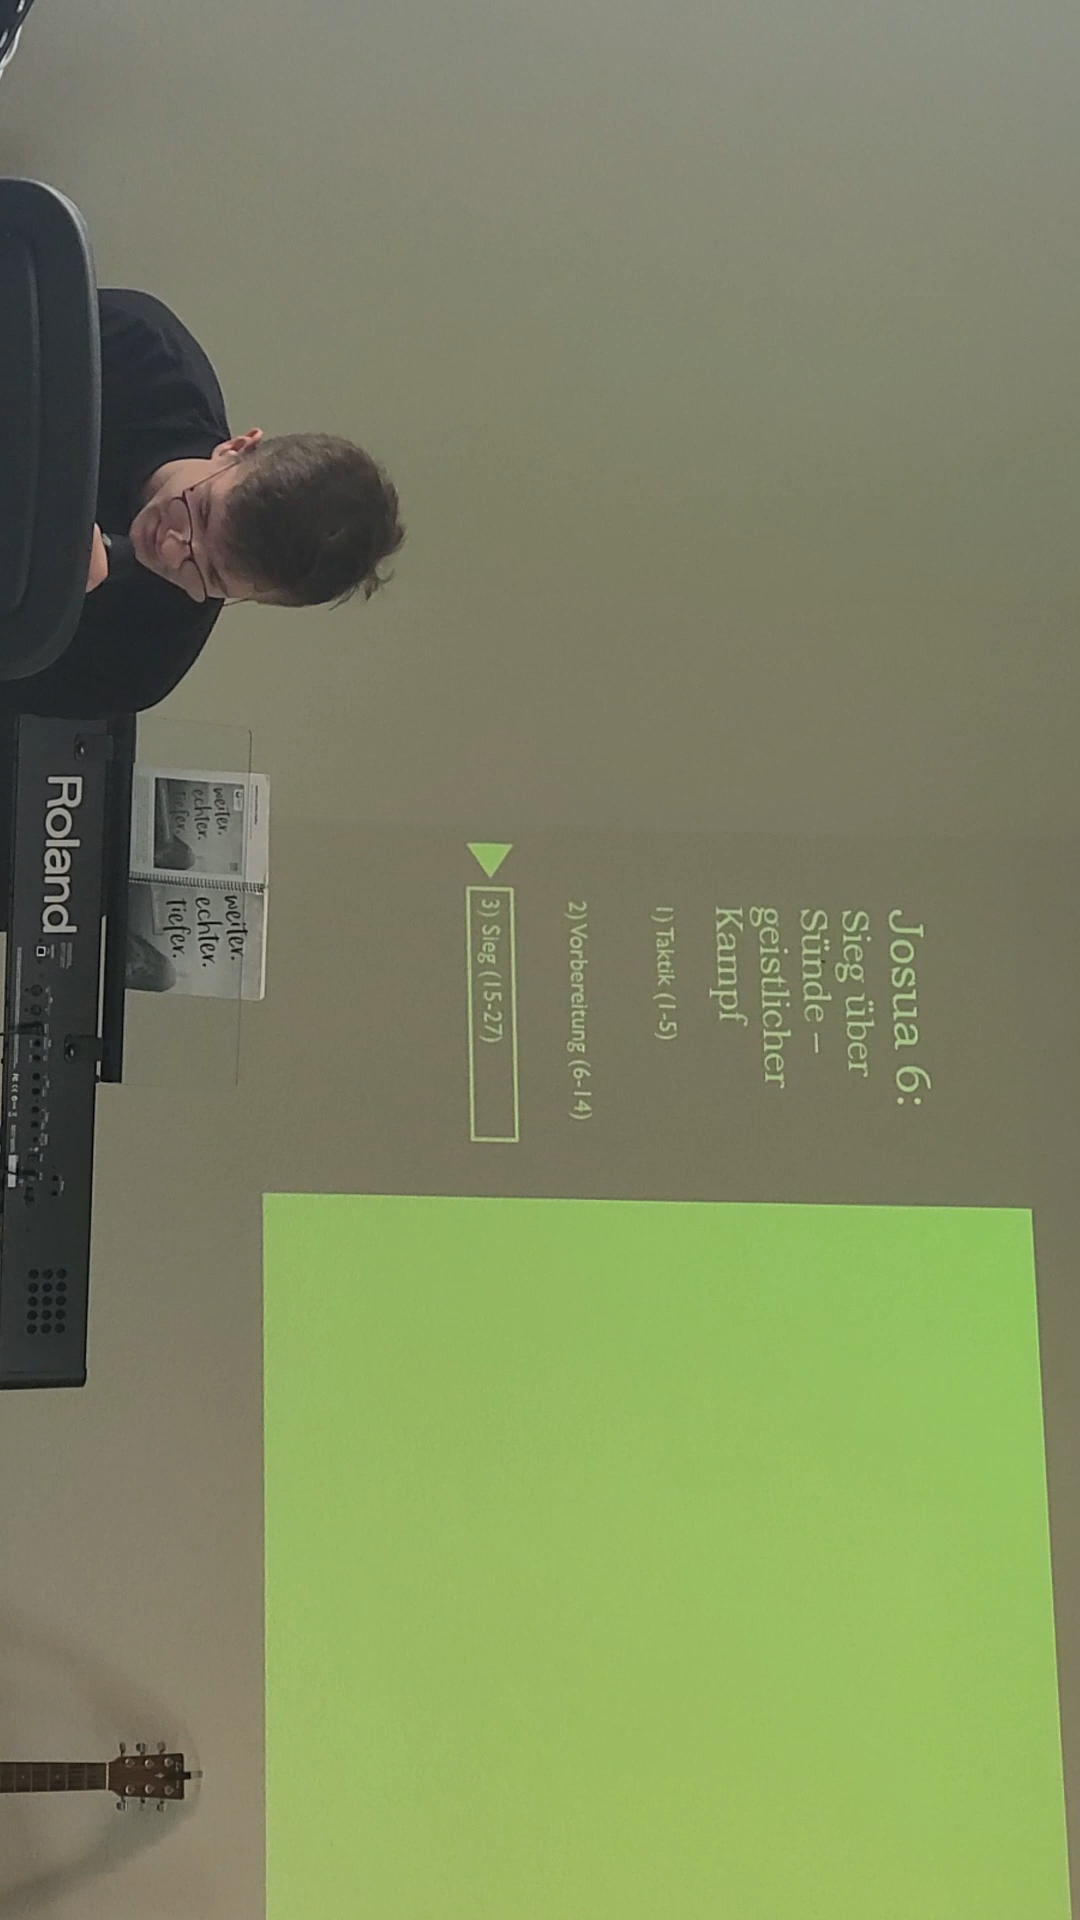 Josua 6:
Sieg über
Sünde –
geistlicher
Kampf
1) Taktik (1-5)
2) Vorbereitung (6-14)
3) Sieg (15-27)
weiter.
echter.
tiefer.
weiter.
echter.
tiefer.
Roland